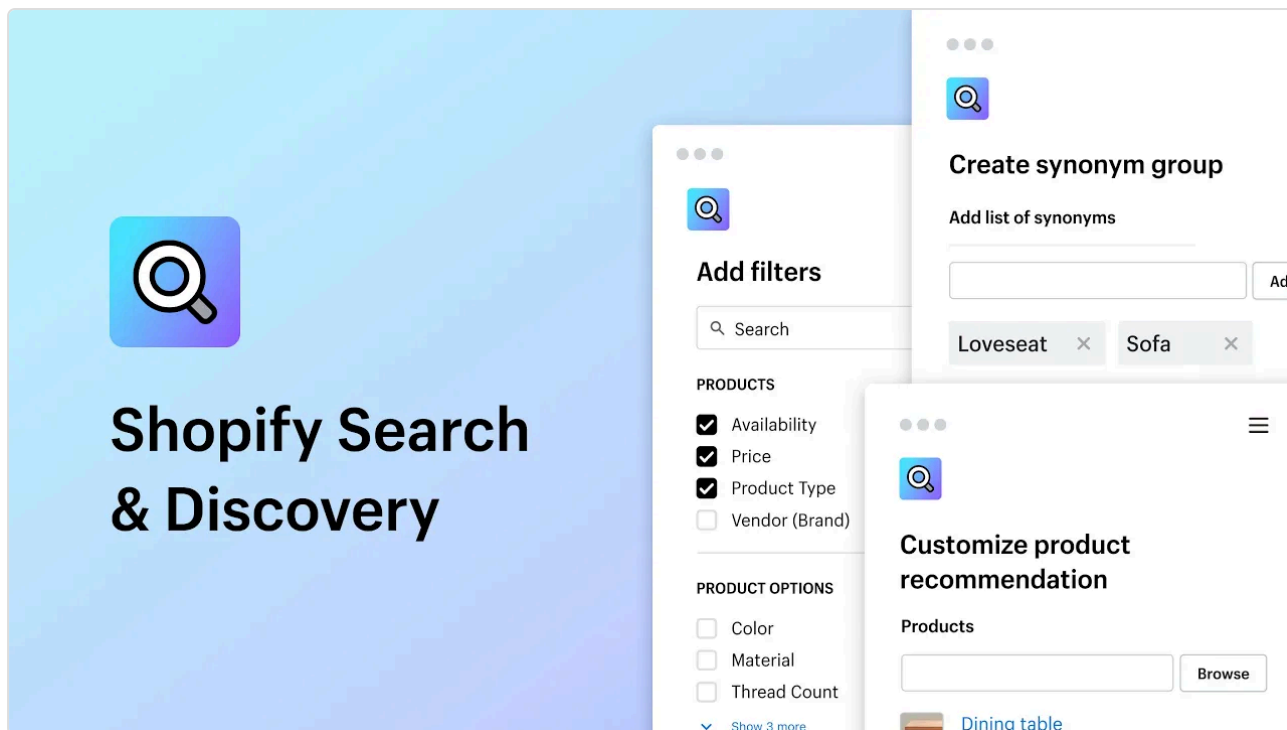 Shopify Search
& Discovery
Add filters
Search
PRODUCTS
Availability
Price
Product Type
Vendor (Brand)
PRODUCT OPTIONS
Color
Material
Thread Count
Show 3 more
Create synonym group
Add list of synonyms
Ad
Loveseat
Sofa
Customize product
recommendation
Products
Browse
Dining table